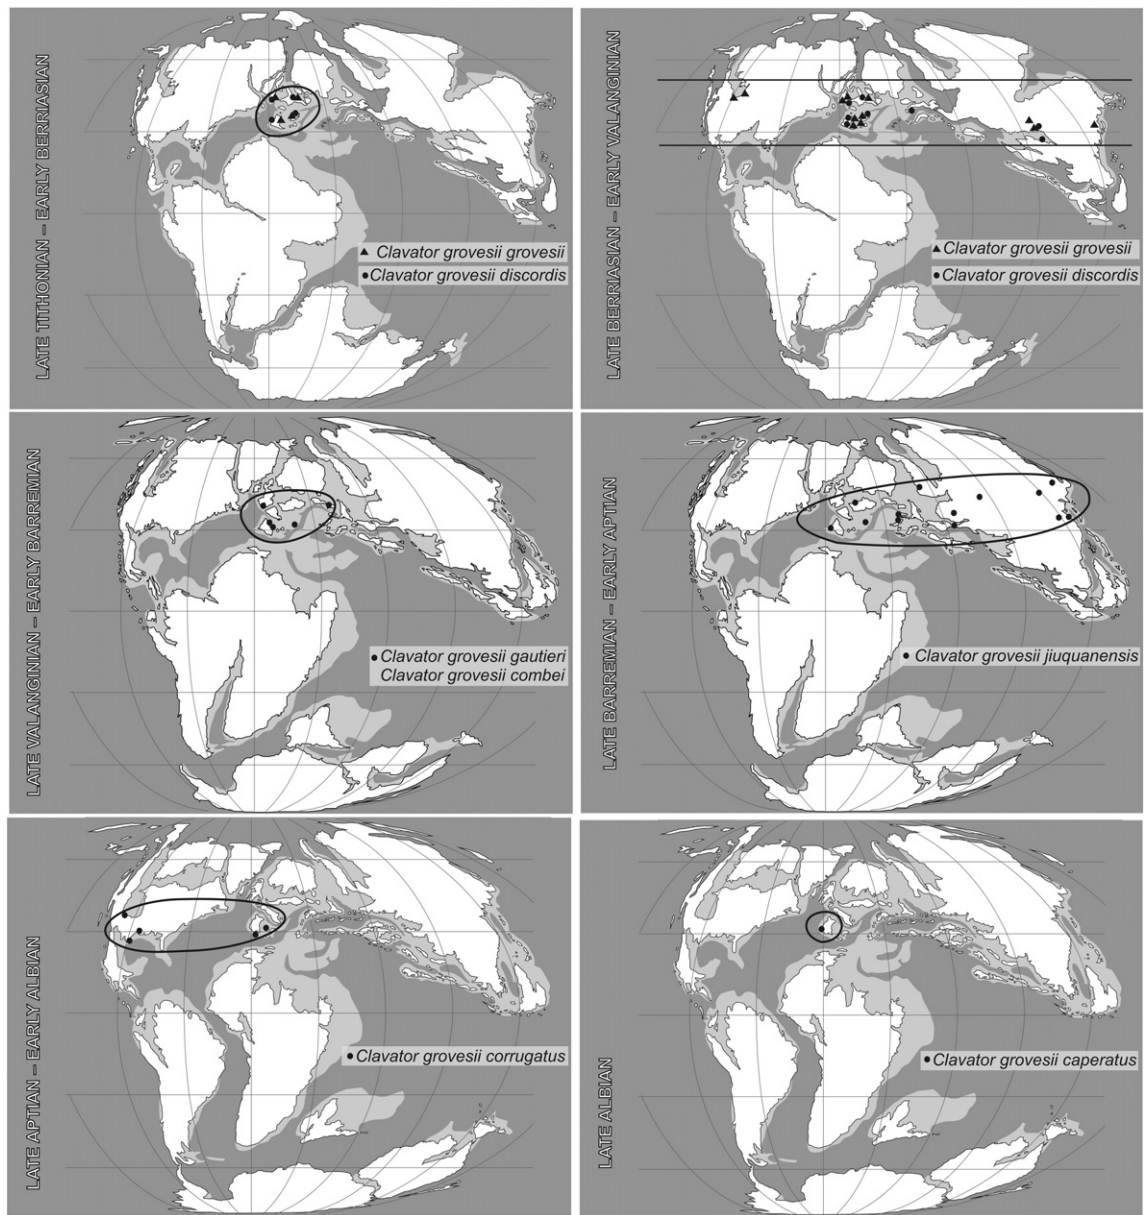 LATE TITHONIAN – EARLY BERRIASIAN
Clavator grovesii grovesii
Clavator grovesii discordis
LATE BERRASIAN – EARLY VALANGINIAN
Clavator grovesii grovesii
Clavator grovesii discordis
LATE VALANGINIAN – EARLY BARREMIAN
Clavator grovesii gautieri
Clavator grovesii combei
LATE BARREMIAN – EARLY APTIAN
Clavator grovesii jiuquanensis
LATE APTIAN – EARLY ALBIAN
Clavator grovesii corrugatus
LATE ALBIAN
Clavator grovesii caperatus